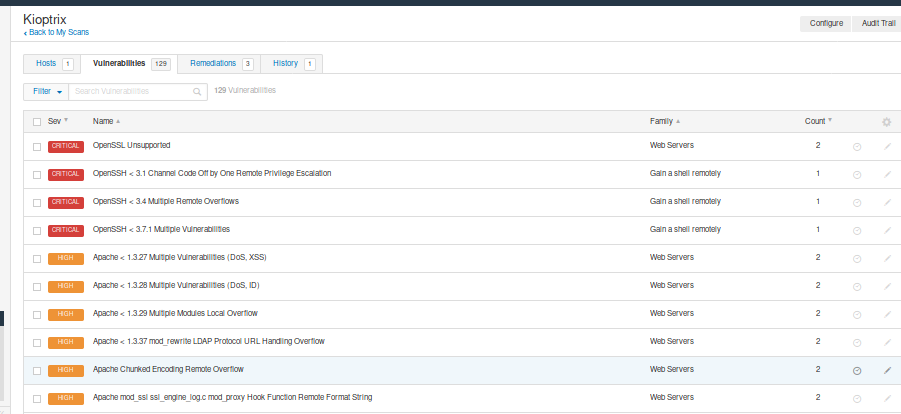 Kioptrix
Configure Audit Trail
‹ Back to My Scans
Hosts 1 Vulnerabilities 129 Remediations 3 History 1
Filter Search Vulnerabilities 129 Vulnerabilities
Sev Name Family Count
CRITICAL OpenSSL Unsupported Web Servers 2
CRITICAL OpenSSH < 3.1 Channel Code Off by One Remote Privilege Escalation Gain a shell remotely 1
CRITICAL OpenSSH < 3.4 Multiple Remote Overflows Gain a shell remotely 1
CRITICAL OpenSSH < 3.7.1 Multiple Vulnerabilities Gain a shell remotely 1
HIGH Apache < 1.3.27 Multiple Vulnerabilities (DoS, XSS) Web Servers 2
HIGH Apache < 1.3.28 Multiple Vulnerabilities (DoS, ID) Web Servers 2
HIGH Apache < 1.3.29 Multiple Modules Local Overflow Web Servers 2
HIGH Apache < 1.3.37 mod_rewrite LDAP Protocol URL Handling Overflow Web Servers 2
HIGH Apache Chunked Encoding Remote Overflow Web Servers 2
HIGH Apache mod_ssl ssl_engine_log.c mod_proxy Hook Function Remote Format String Web Servers 2